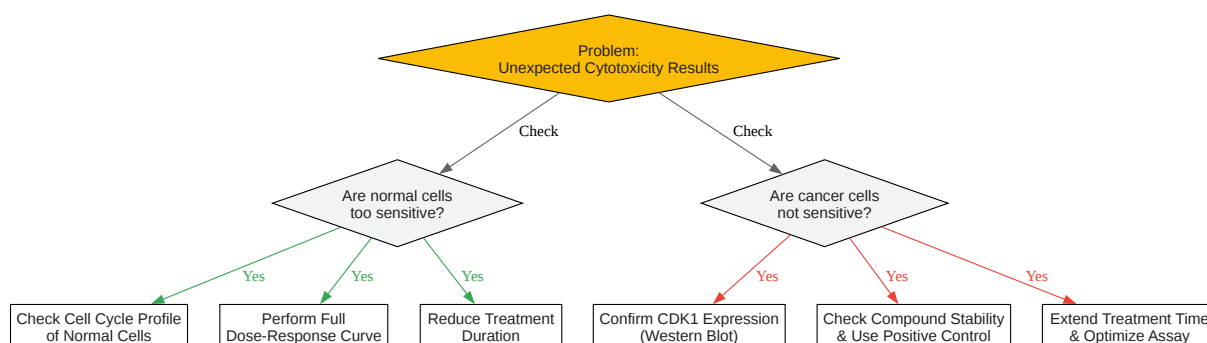 Problem:
Unexpected Cytotoxicity Results
Check
Check
Are normal cells
too sensitive?
Are cancer cells
not sensitive?
Yes
Yes
Yes
Yes
Yes
Yes
Check Cell Cycle Profile
of Normal Cells
Perform Full
Dose-Response Curve
Reduce Treatment
Duration
Confirm CDK1 Expression
(Western Blot)
Check Compound Stability
& Use Positive Control
Extend Treatment Time
& Optimize Assay